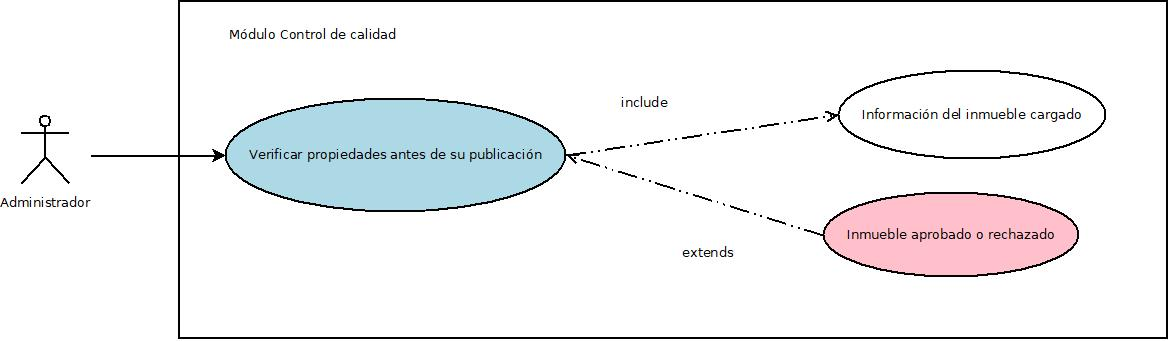 Módulo Control de calidad
include
Información del inmueble cargado
Verificar propiedades antes de su publicación
Administrador
Inmueble aprobado o rechazado
extends